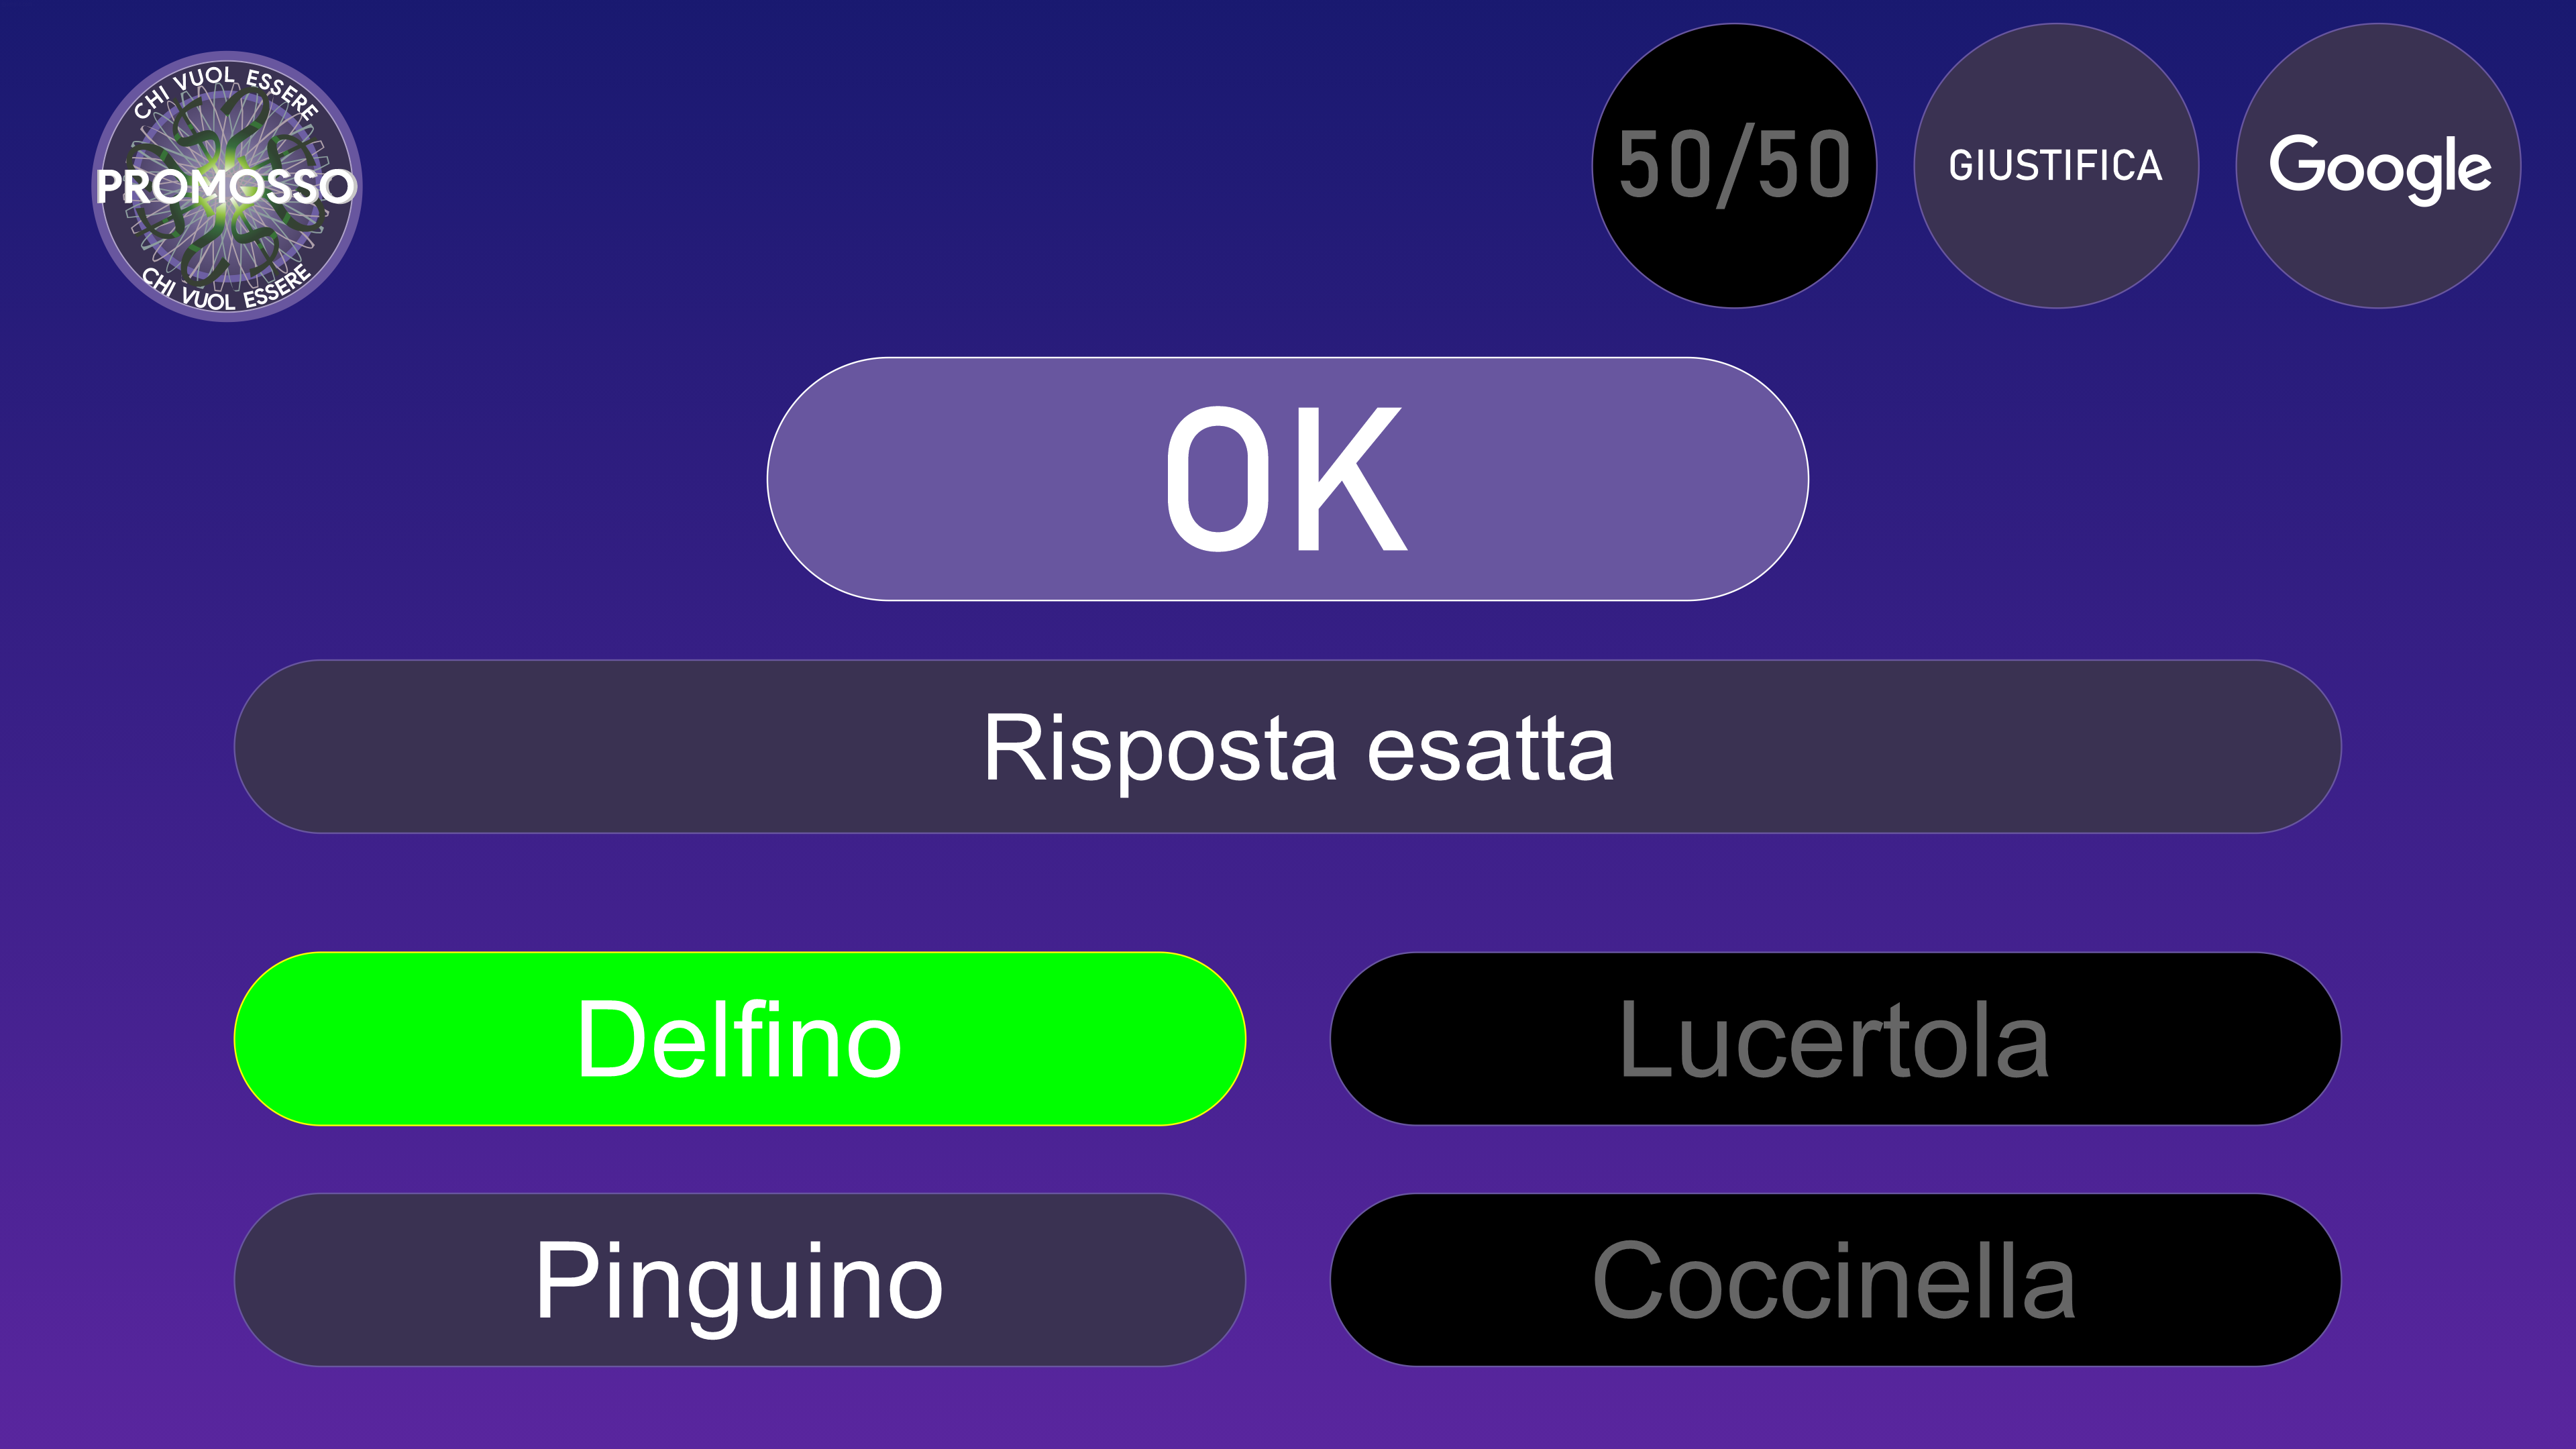 CHI VUOL ESSERE
PROMOSSO
CHI VUOL ESSERE
50/50
GIUSTIFICA
Google
OK
Risposta esatta
Delfino
Lucertola
Pinguino
Coccinella